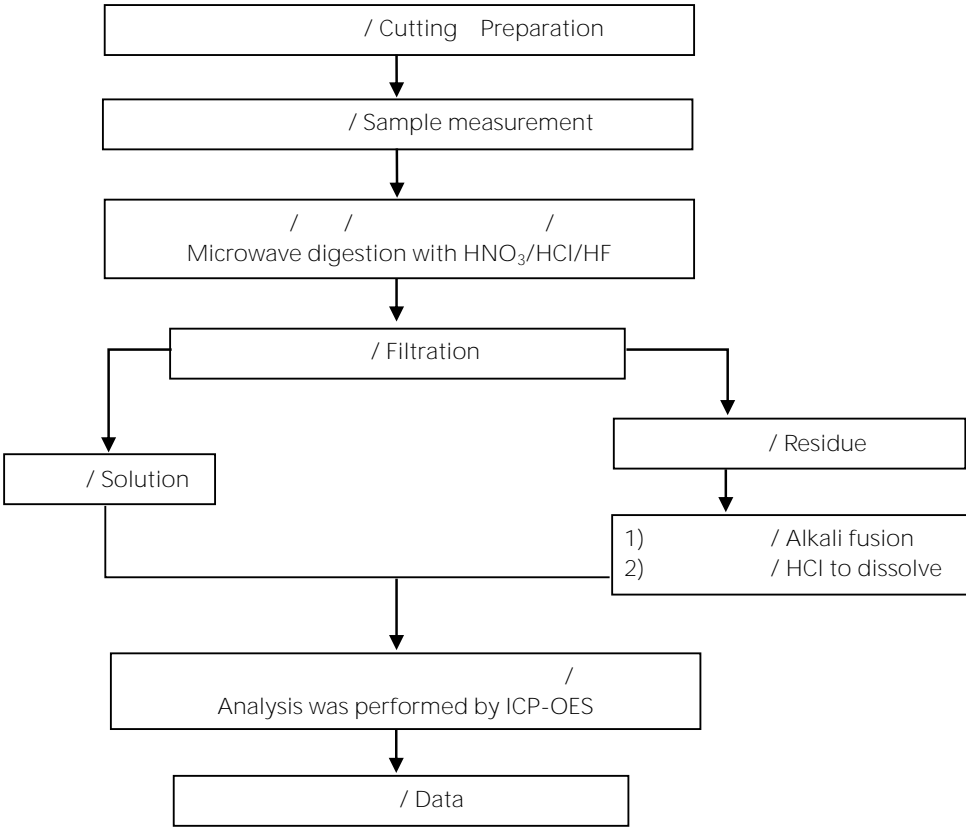 / Cutting Preparation
/ Sample measurement
/ / /
Microwave digestion with HNO₃/HCl/HF
/ Filtration
/ Solution
/ Residue
1) / Alkali fusion
2) / HCl to dissolve
/
Analysis was performed by ICP-OES
/ Data